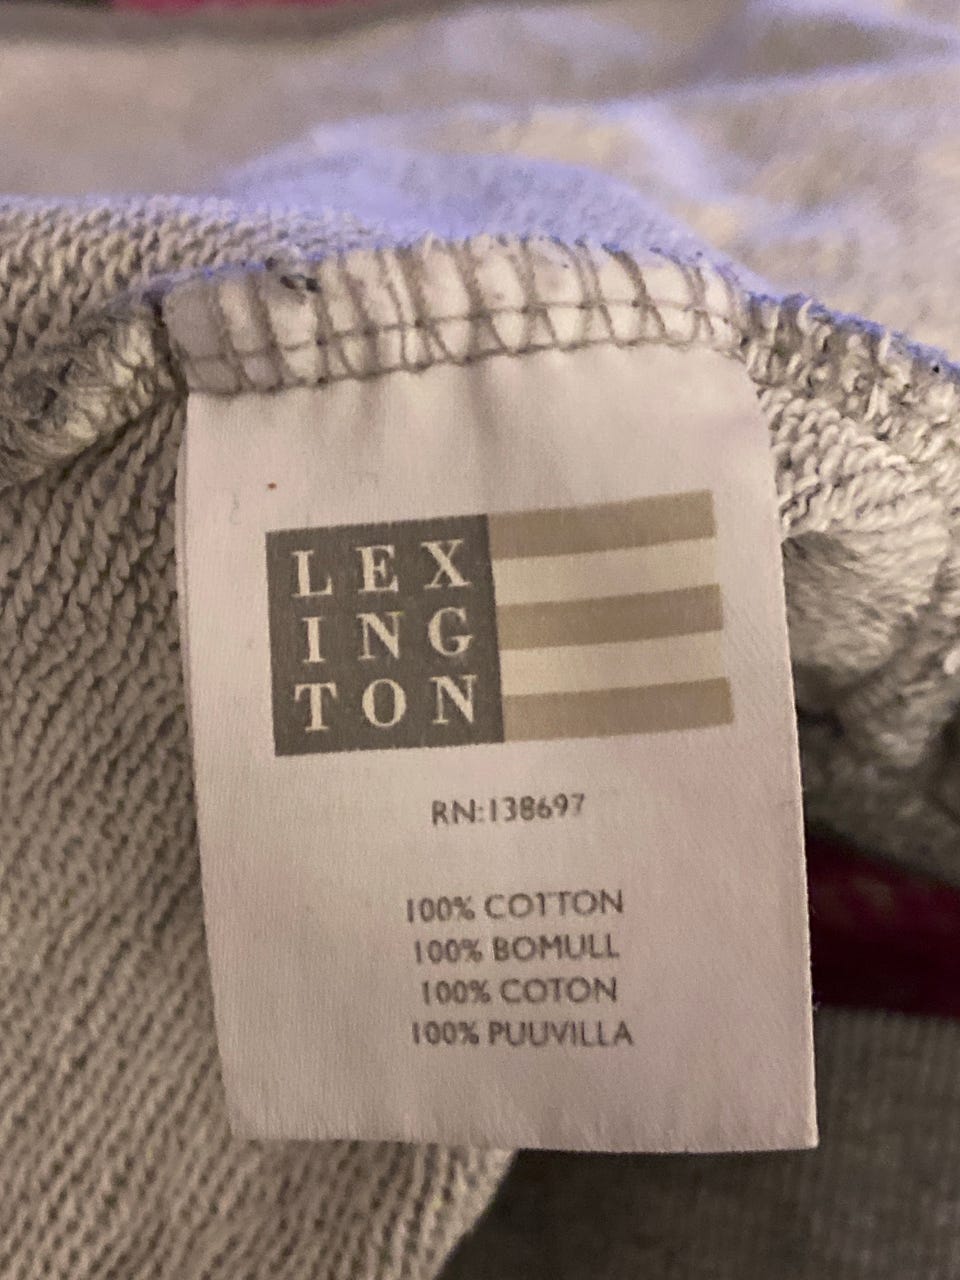 LEX
ING
TON
RN:138697
100% COTTON
100% BOMULL
100% COTON
100% PUUVILLA